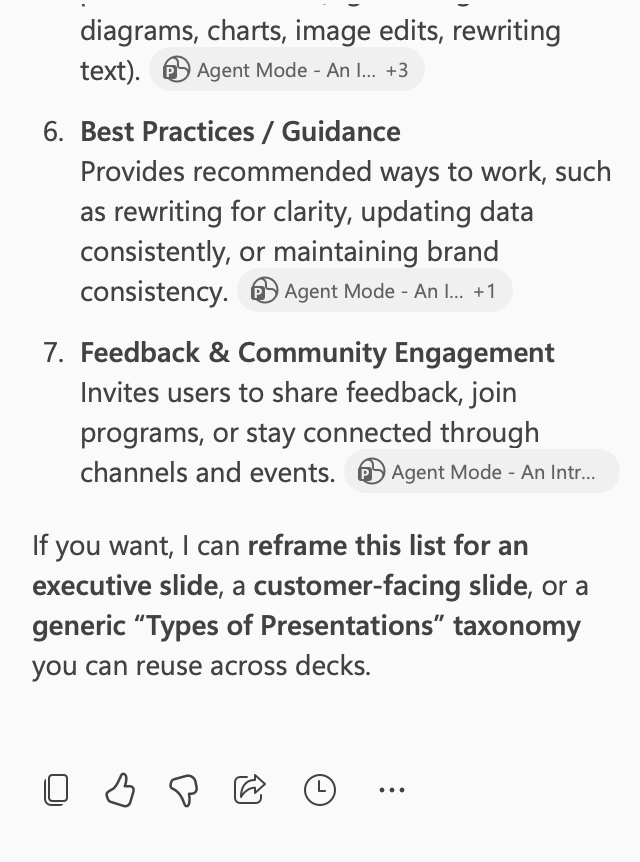 diagrams, charts, image edits, rewriting
text). Agent Mode - An I... +3
6. Best Practices / Guidance
Provides recommended ways to work, such
as rewriting for clarity, updating data
consistently, or maintaining brand
consistency. Agent Mode - An I... +1
7. Feedback & Community Engagement
Invites users to share feedback, join
programs, or stay connected through
channels and events. Agent Mode - An Intr...
If you want, I can reframe this list for an
executive slide, a customer-facing slide, or a
generic “Types of Presentations” taxonomy
you can reuse across decks.